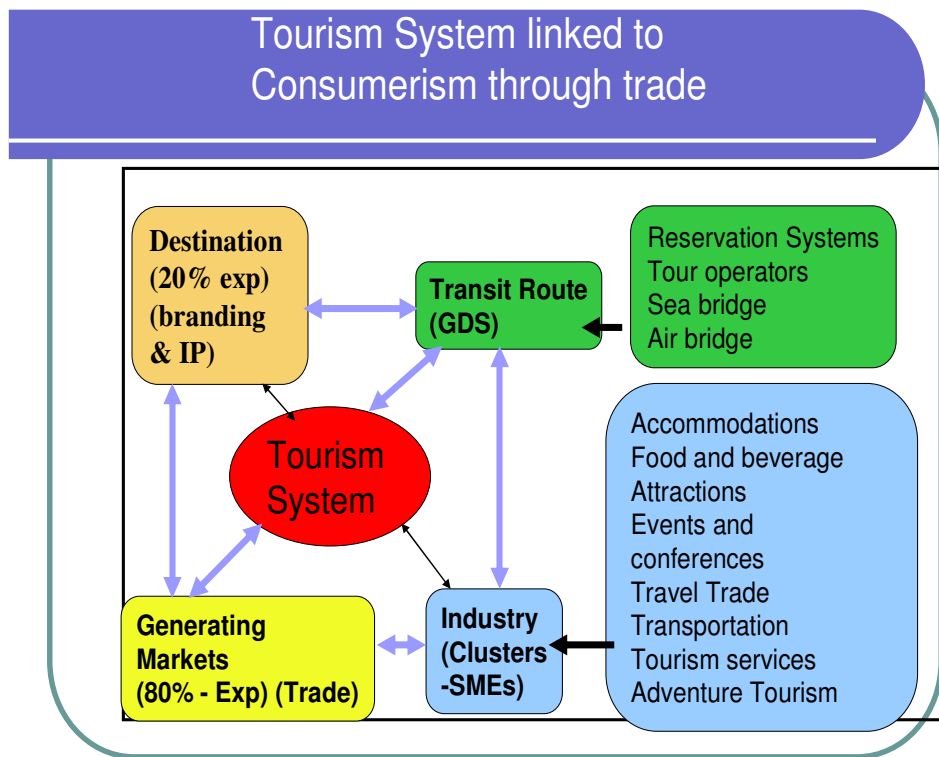 Tourism System linked to
Consumerism through trade
Destination
(20% exp)
(branding
& IP)
Transit Route
(GDS)
Reservation Systems
Tour operators
Sea bridge
Air bridge
Tourism
System
Accommodations
Food and beverage
Attractions
Events and
conferences
Travel Trade
Transportation
Tourism services
Adventure Tourism
Generating
Markets
(80% - Exp) (Trade)
Industry
(Clusters
-SMEs)